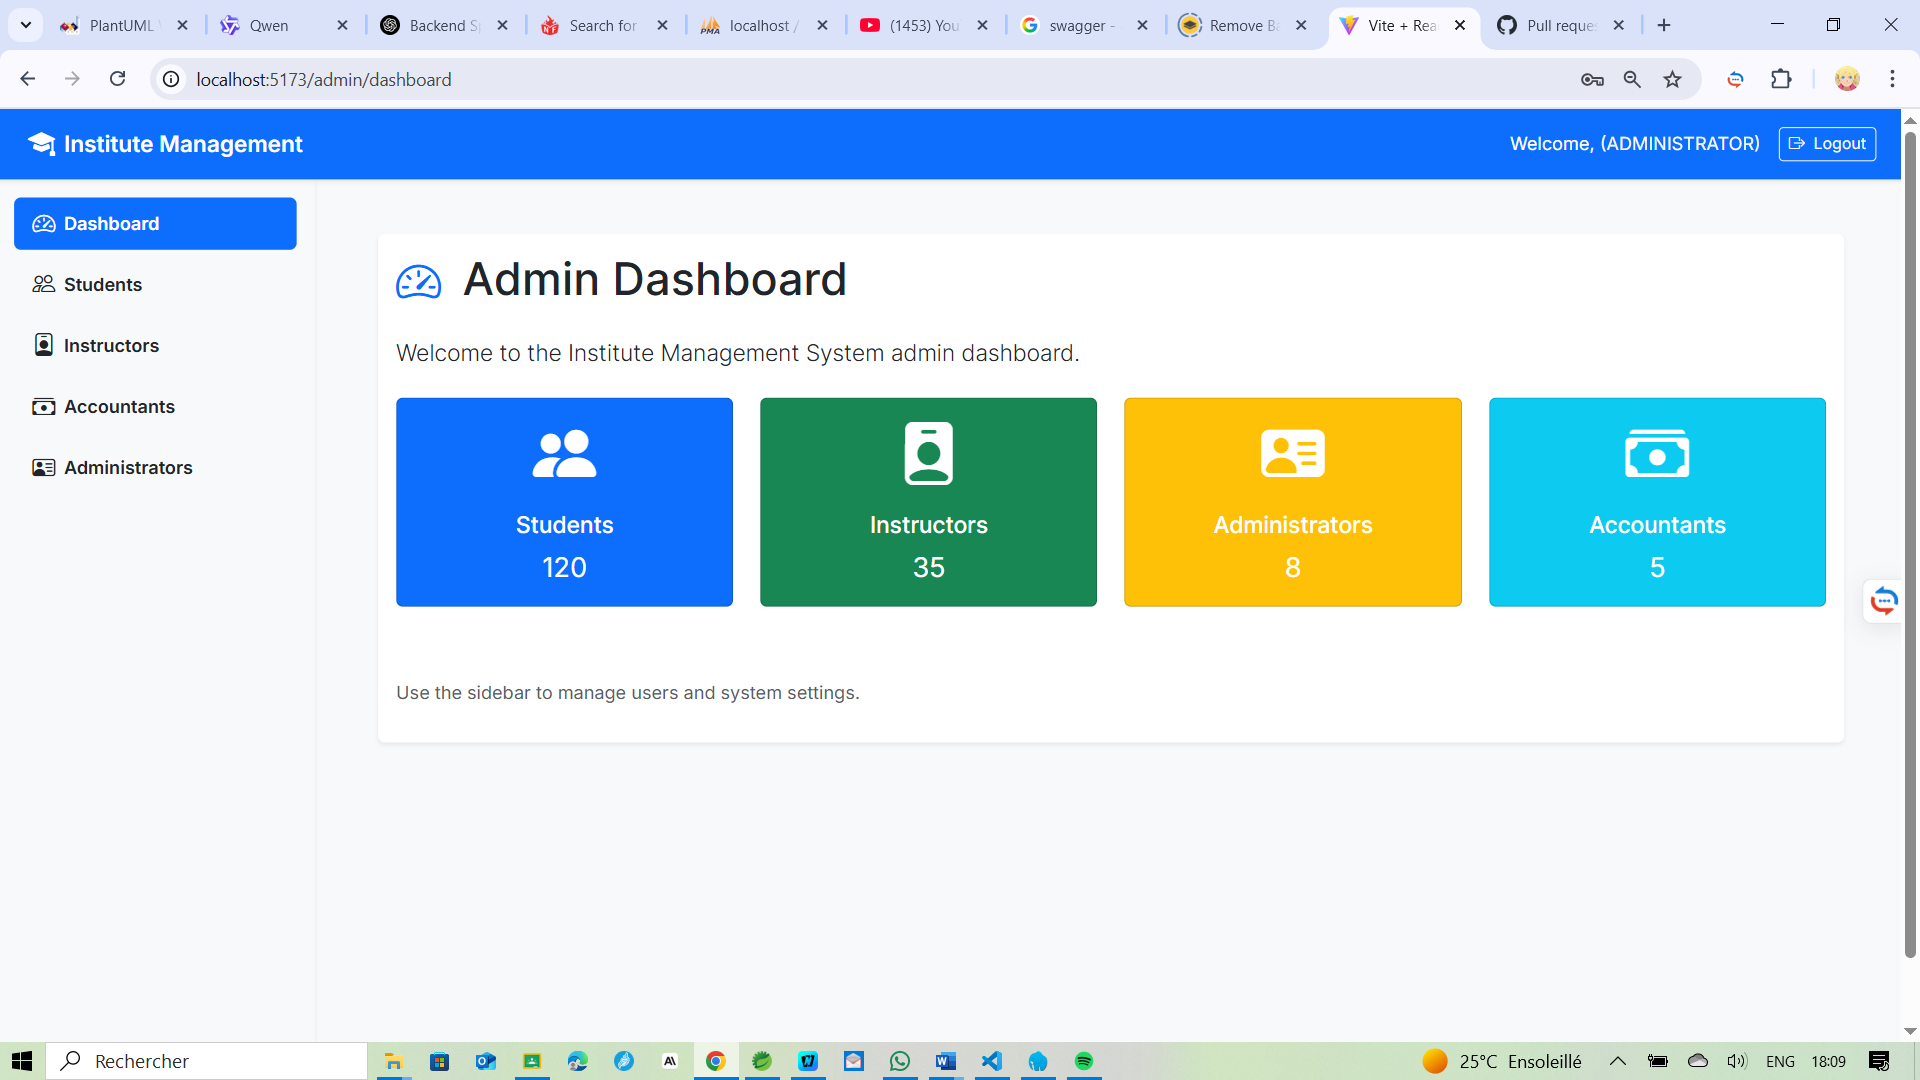 PlantUML
Qwen
Backend Sp
Search for
localhost /
(1453) You
swagger -
Remove Ba
Vite + Rea
Pull reques
localhost:5173/admin/dashboard
Institute Management
Welcome, (ADMINISTRATOR)
Logout
Dashboard
Students
Instructors
Accountants
Administrators
Admin Dashboard
Welcome to the Institute Management System admin dashboard.
Students
120
Instructors
35
Administrators
8
Accountants
5
Use the sidebar to manage users and system settings.
Rechercher
25°C Ensoleillé
ENG
18:09